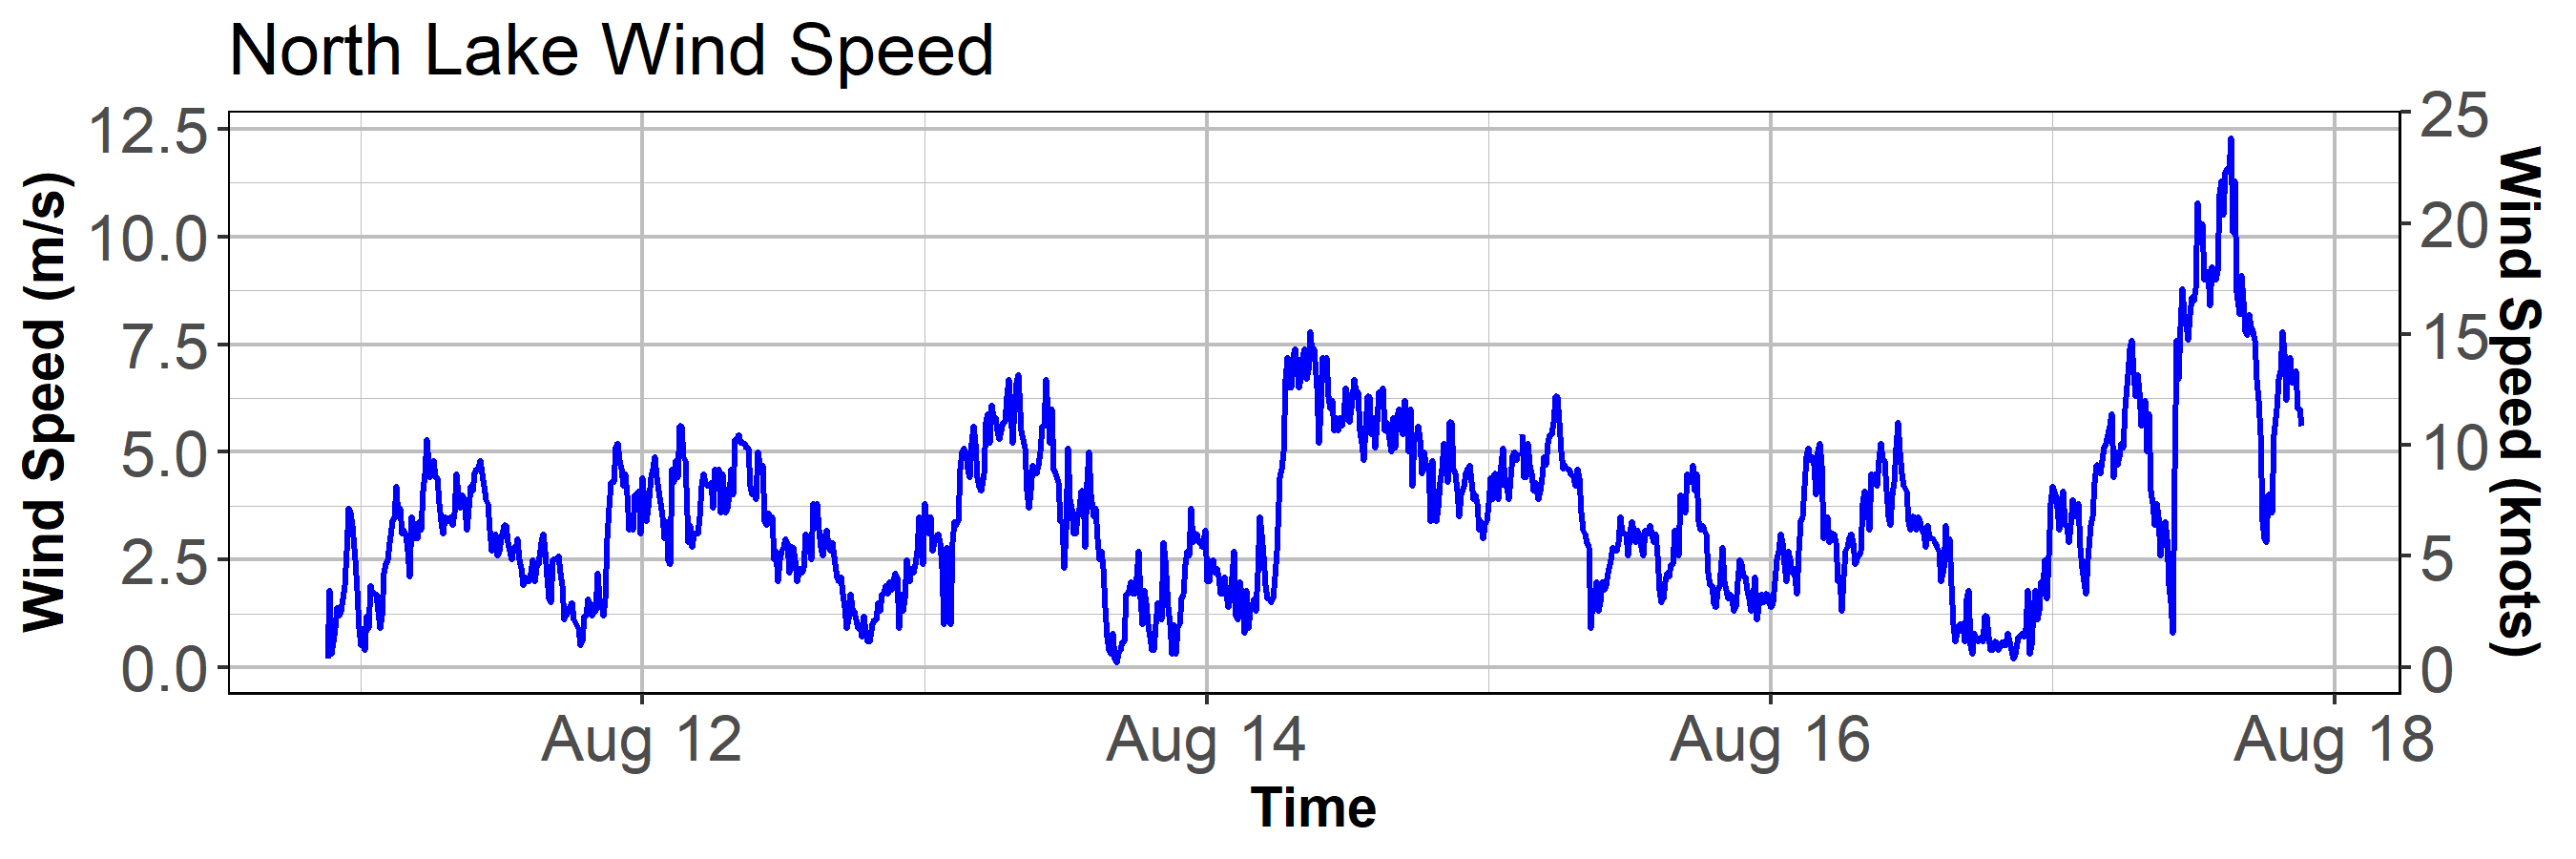 North Lake Wind Speed
Wind Speed (m/s)
12.5
10.0
7.5
5.0
2.5
0.0
25
20
15
10
5
0
Wind Speed (knots)
Aug 12
Aug 14
Aug 16
Aug 18
Time